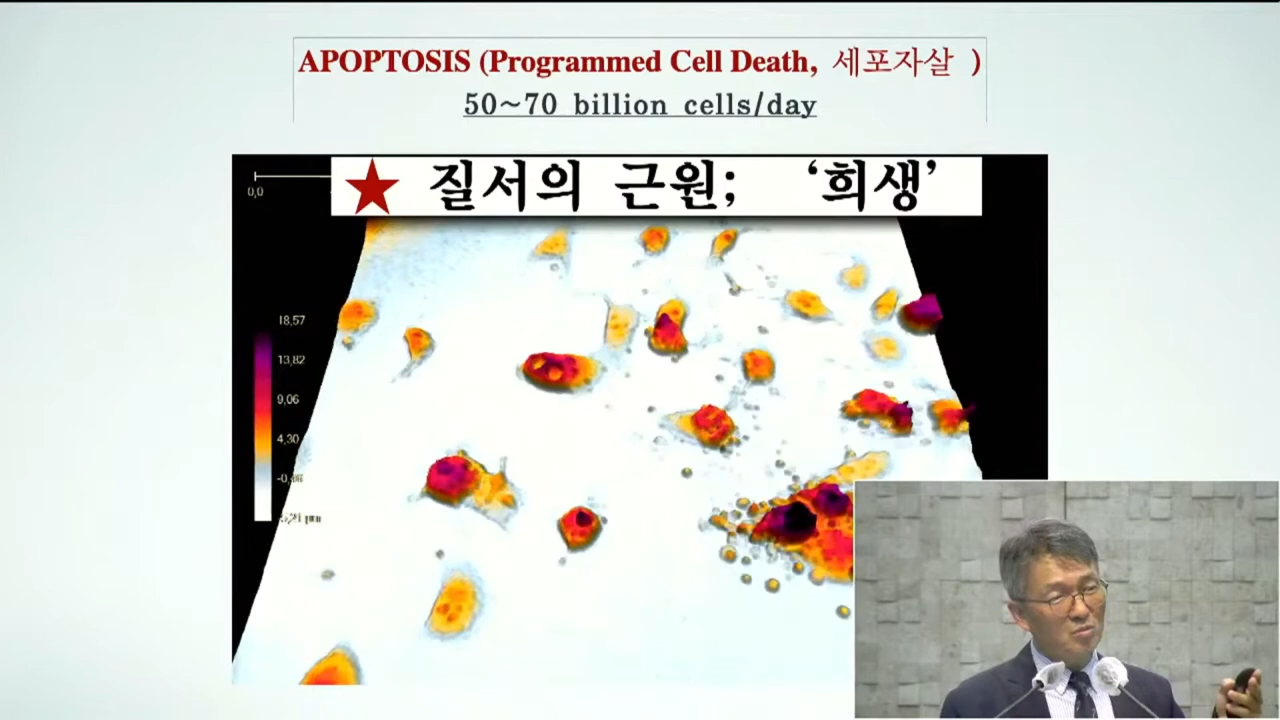 APOPTOSIS (Programmed Cell Death, 세포자살 )
50~70 billion cells/day
★ 질서의 근원; ‘희생’
0,0
18,57
13,82
9,06
4,30